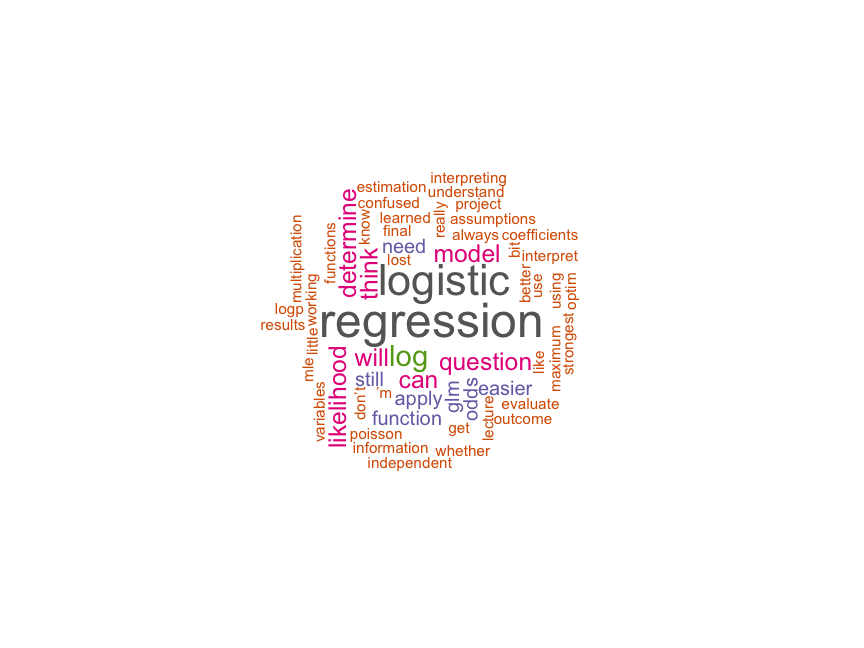 interpreting
estimation
understand
confused
project
determine
know
learned
really
assumptions
final
always
coefficients
multiplication
functions
think
need
model
bit
interpret
lost
logistic
better
use
using
optim
working
logp
results
regression
little
mle
will
log
question
like
maximum
strongest
likelihood
still
can
easier
variables
don't
'm
apply
glm
odds
evaluate
function
outcome
lecture
poisson
get
information
whether
independent